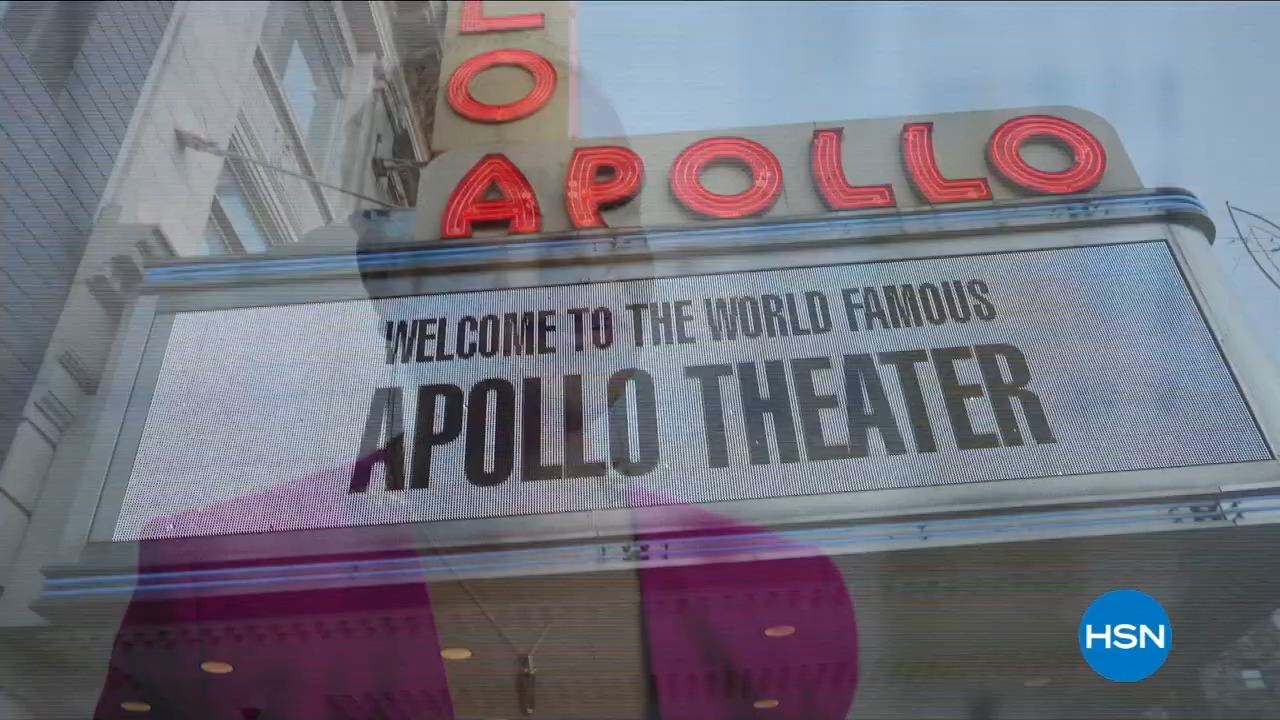 L
O
APOLLO
WELCOME TO THE WORLD FAMOUS
APOLLO THEATER
HSN